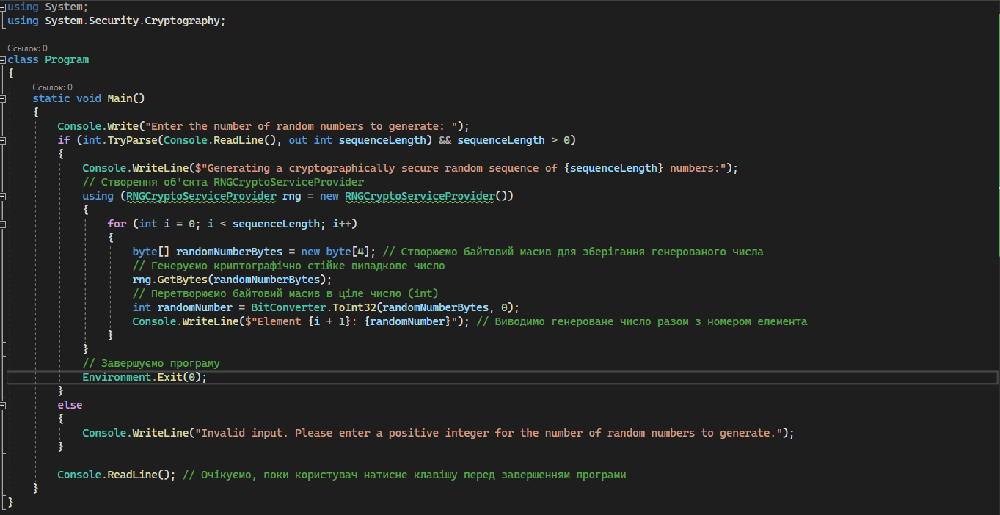 using System;
using System.Security.Cryptography;
Ссылок: 0
class Program
{
Ссылок: 0
static void Main()
{
Console.Write("Enter the number of random numbers to generate: ");
if (int.TryParse(Console.ReadLine(), out int sequenceLength) && sequenceLength > 0)
{
Console.WriteLine($"Generating a cryptographically secure random sequence of {sequenceLength} numbers:");
// Створення об'єкта RNGCryptoServiceProvider
using (RNGCryptoServiceProvider rng = new RNGCryptoServiceProvider())
{
for (int i = 0; i < sequenceLength; i++)
{
byte[] randomNumberBytes = new byte[4]; // Створюємо байтовий масив для зберігання генерованого числа
// Генеруємо криптографічно стійке випадкове число
rng.GetBytes(randomNumberBytes);
// Перетворюємо байтовий масив в ціле число (int)
int randomNumber = BitConverter.ToInt32(randomNumberBytes, 0);
Console.WriteLine($"Element {i + 1}: {randomNumber}"); // Виводимо генероване число разом з номером елемента
}
}
// Завершуємо програму
Environment.Exit(0);
}
else
{
Console.WriteLine("Invalid input. Please enter a positive integer for the number of random numbers to generate.");
}
Console.ReadLine(); // Очікуємо, поки користувач натисне клавішу перед завершенням програми
}
}